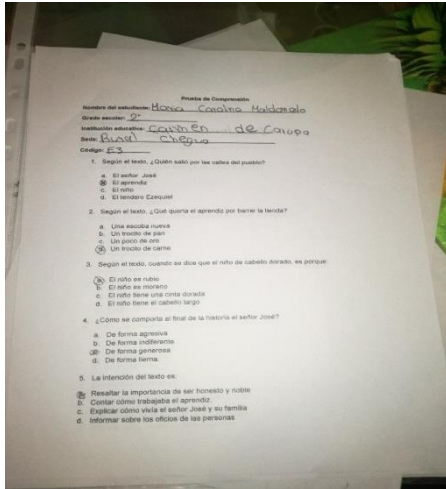 Prueba de Comprensión
Nombre del estudiante: Maria Carolina Maldonado
Grado escolar: 2°
Institución educativa: Carmen de Carupa
Sede: Rural Chegua
Código: E3
1. Según el texto, ¿Quién salió por las calles del pueblo?
a. El señor José
b. El aprendiz
c. El niño
d. El tendero Ezequiel
2. Según el texto, ¿Qué quería el aprendiz por barrer la tienda?
a. Una escoba nueva
b. Un trocito de pan
c. Un poco de oro
d. Un trocito de carne
3. Según el texto, cuando se dice que el niño de cabello dorado, es porque:
a. El niño es rubio
b. El niño es moreno
c. El niño tiene una cinta dorada
d. El niño tiene el cabello largo
4. ¿Cómo se comporta al final de la historia el señor José?
a. De forma agresiva
b. De forma indiferente
c. De forma generosa
d. De forma tierna
5. La intención del texto es:
a. Resaltar la importancia de ser honesto y noble
b. Contar cómo trabajaba el aprendiz
c. Explicar cómo vivía el señor José y su familia
d. Informar sobre los oficios de las personas